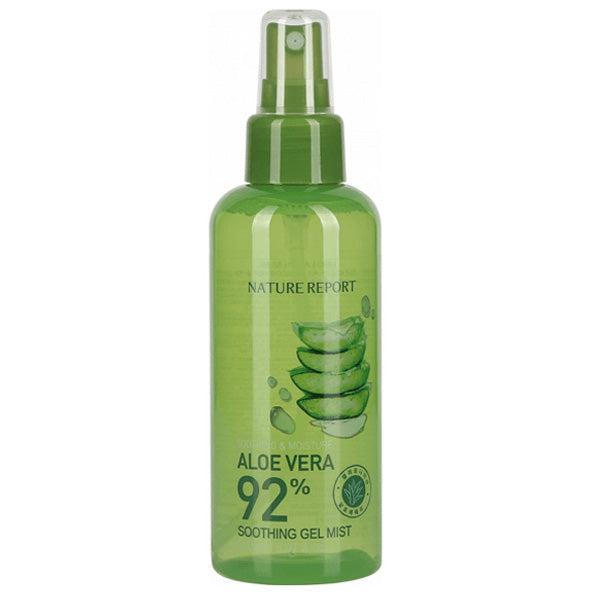 NATURE REPORT
SOOTHING & MOISTURE
ALOE VERA
92%
SOOTHING GEL MIST